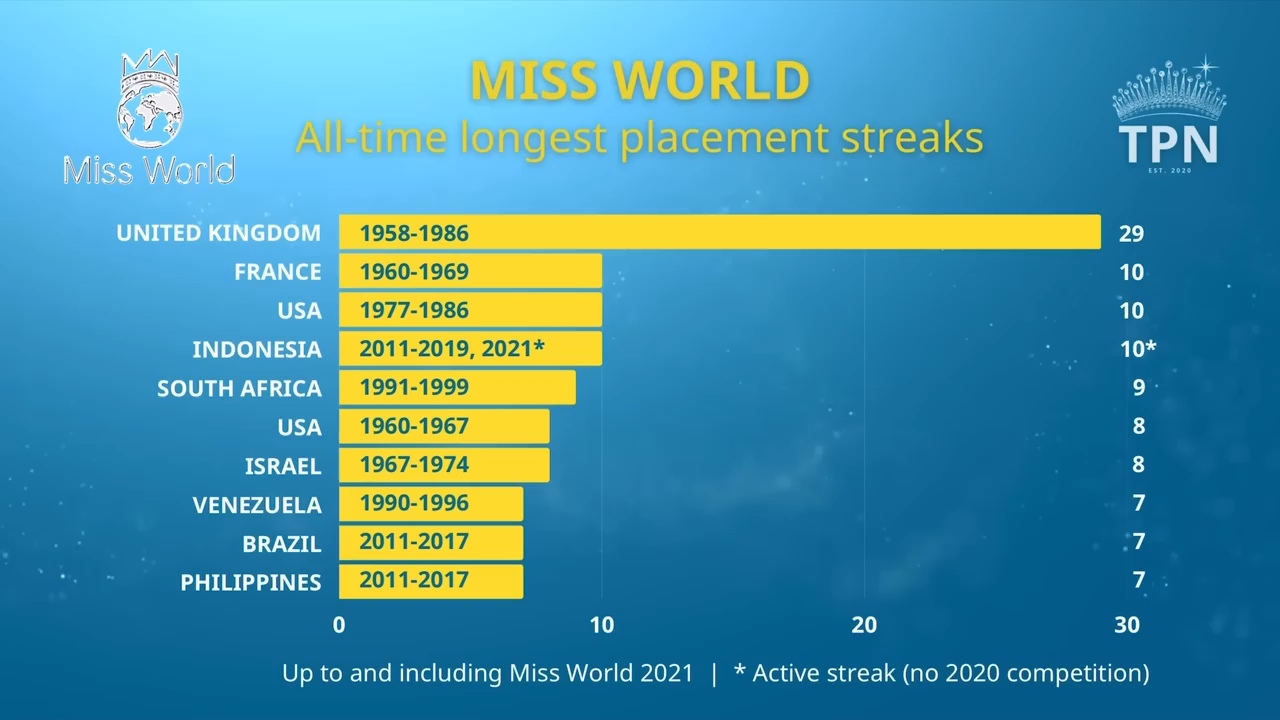 MISS WORLD
All-time longest placement streaks
Miss World
TPN
EST. 2020
UNITED KINGDOM 1958-1986 29
FRANCE 1960-1969 10
USA 1977-1986 10
INDONESIA 2011-2019, 2021* 10*
SOUTH AFRICA 1991-1999 9
USA 1960-1967 8
ISRAEL 1967-1974 8
VENEZUELA 1990-1996 7
BRAZIL 2011-2017 7
PHILIPPINES 2011-2017 7
0 10 20 30
Up to and including Miss World 2021 | * Active streak (no 2020 competition)